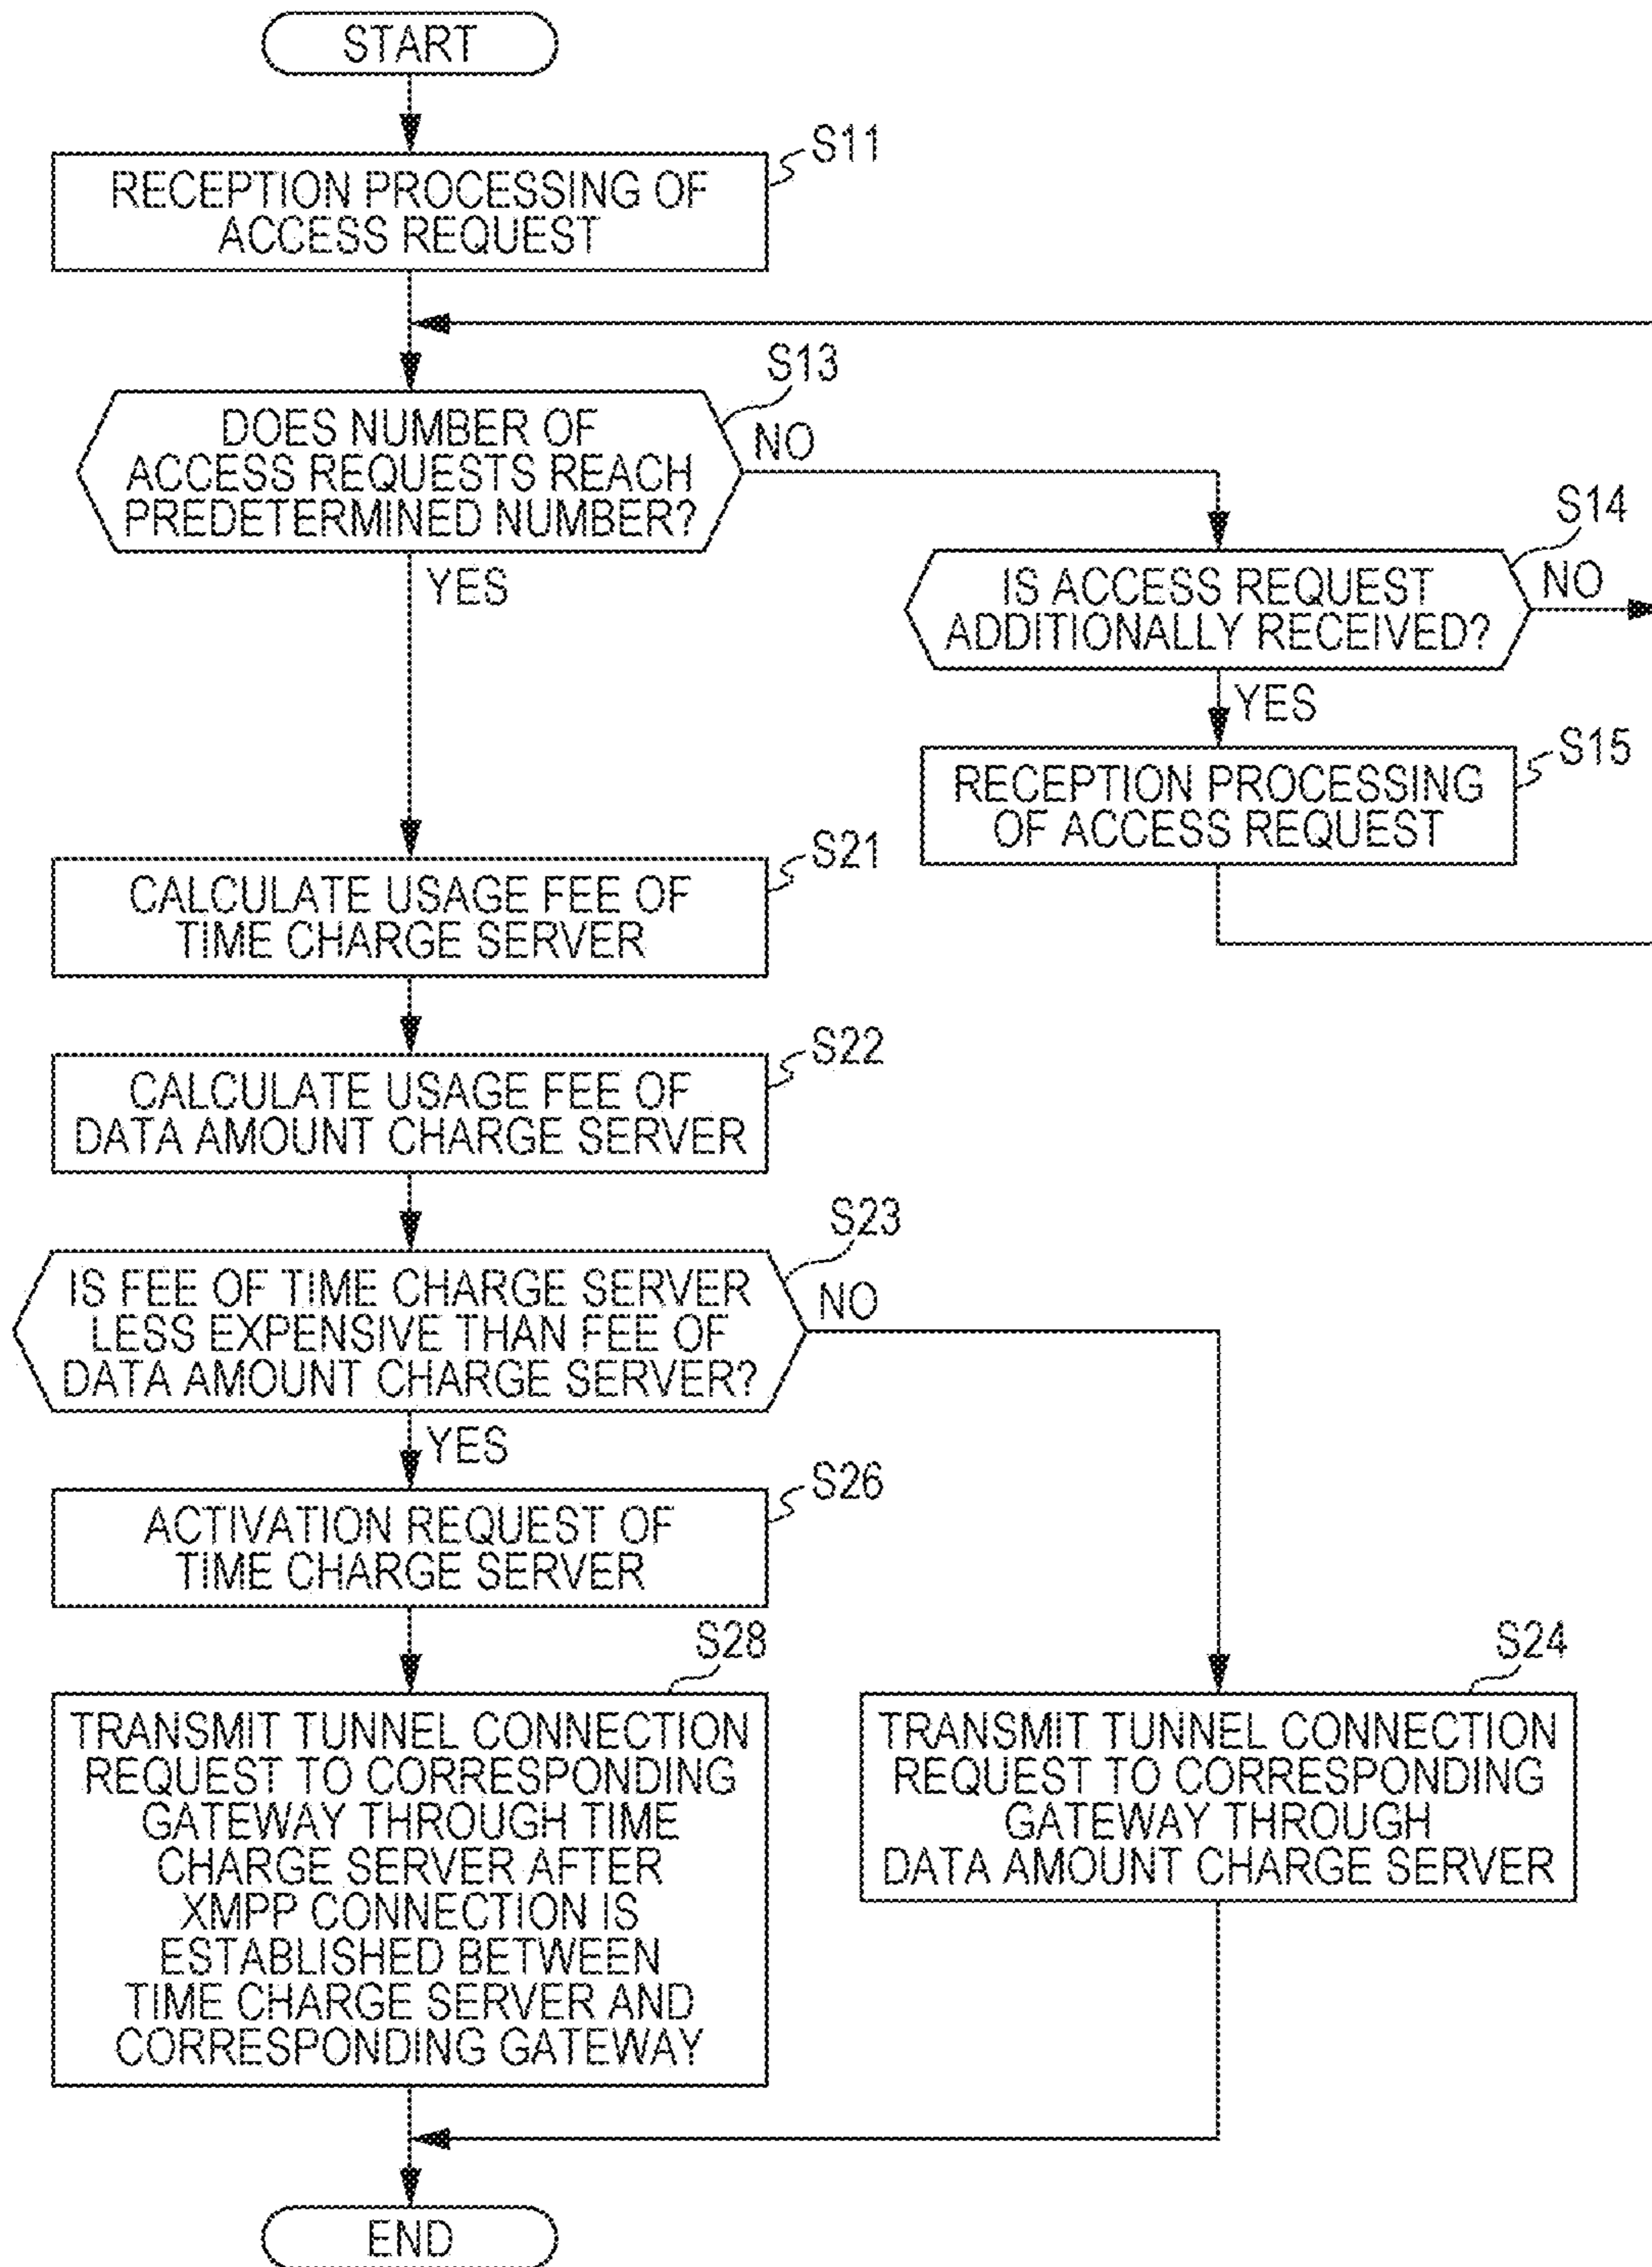 START
S11
RECEPTION PROCESSING OF
ACCESS REQUEST
S13
DOES NUMBER OF
ACCESS REQUESTS REACH
PREDETERMINED NUMBER?
NO
YES
S14
IS ACCESS REQUEST
ADDITIONALLY RECEIVED?
NO
YES
S15
RECEPTION PROCESSING
OF ACCESS REQUEST
S21
CALCULATE USAGE FEE OF
TIME CHARGE SERVER
S22
CALCULATE USAGE FEE OF
DATA AMOUNT CHARGE SERVER
S23
IS FEE OF TIME CHARGE SERVER
LESS EXPENSIVE THAN FEE OF
DATA AMOUNT CHARGE SERVER?
NO
YES
S26
ACTIVATION REQUEST OF
TIME CHARGE SERVER
S28
TRANSMIT TUNNEL CONNECTION
REQUEST TO CORRESPONDING
GATEWAY THROUGH TIME
CHARGE SERVER AFTER
XMPP CONNECTION IS
ESTABLISHED BETWEEN
TIME CHARGE SERVER AND
CORRESPONDING GATEWAY
S24
TRANSMIT TUNNEL CONNECTION
REQUEST TO CORRESPONDING
GATEWAY THROUGH
DATA AMOUNT CHARGE SERVER
END